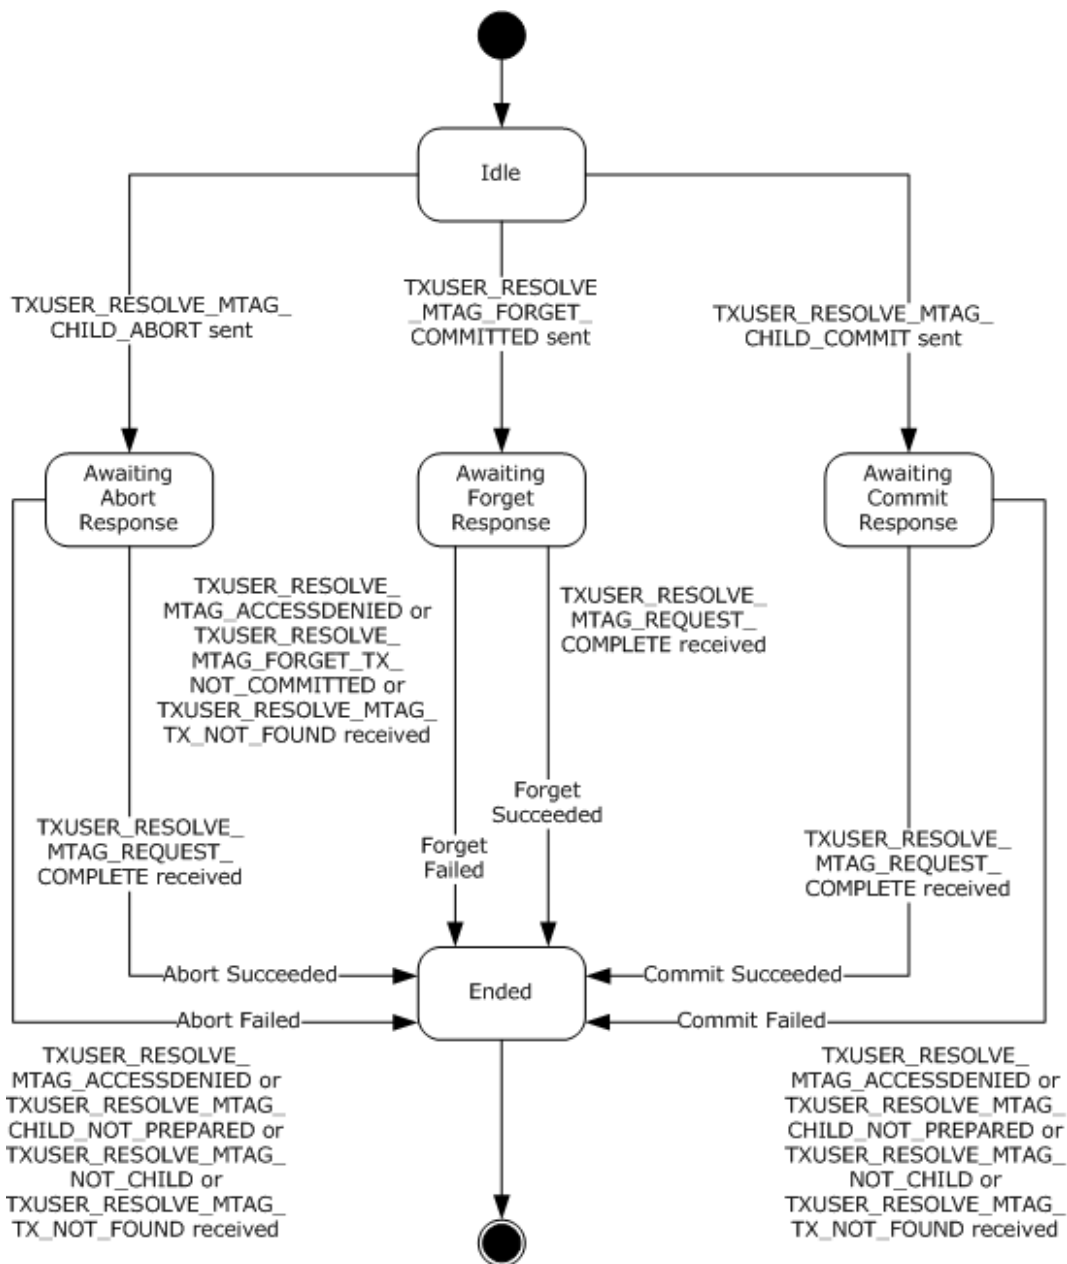 Idle
TXUSER_RESOLVE_MTAG_
CHILD_ABORT sent
TXUSER_RESOLVE
_MTAG_FORGET_
COMMITTED sent
TXUSER_RESOLVE_MTAG_
CHILD_COMMIT sent
Awaiting
Abort
Response
Awaiting
Forget
Response
Awaiting
Commit
Response
TXUSER_RESOLVE_
MTAG_ACCESSDENIED or
TXUSER_RESOLVE_
MTAG_FORGET_TX_
NOT_COMMITTED or
TXUSER_RESOLVE_MTAG_
TX_NOT_FOUND received
TXUSER_RESOLVE_
MTAG_REQUEST_
COMPLETE received
Forget
Succeeded
Forget
Failed
TXUSER_RESOLVE_
MTAG_REQUEST_
COMPLETE received
TXUSER_RESOLVE_
MTAG_REQUEST_
COMPLETE received
Abort Succeeded
Ended
Commit Succeeded
Abort Failed
Commit Failed
TXUSER_RESOLVE_
MTAG_ACCESSDENIED or
TXUSER_RESOLVE_MTAG_
CHILD_NOT_PREPARED or
TXUSER_RESOLVE_MTAG_
NOT_CHILD or
TXUSER_RESOLVE_MTAG_
TX_NOT_FOUND received
TXUSER_RESOLVE_
MTAG_ACCESSDENIED or
TXUSER_RESOLVE_MTAG_
CHILD_NOT_PREPARED or
TXUSER_RESOLVE_MTAG_
NOT_CHILD or
TXUSER_RESOLVE_MTAG_
TX_NOT_FOUND received